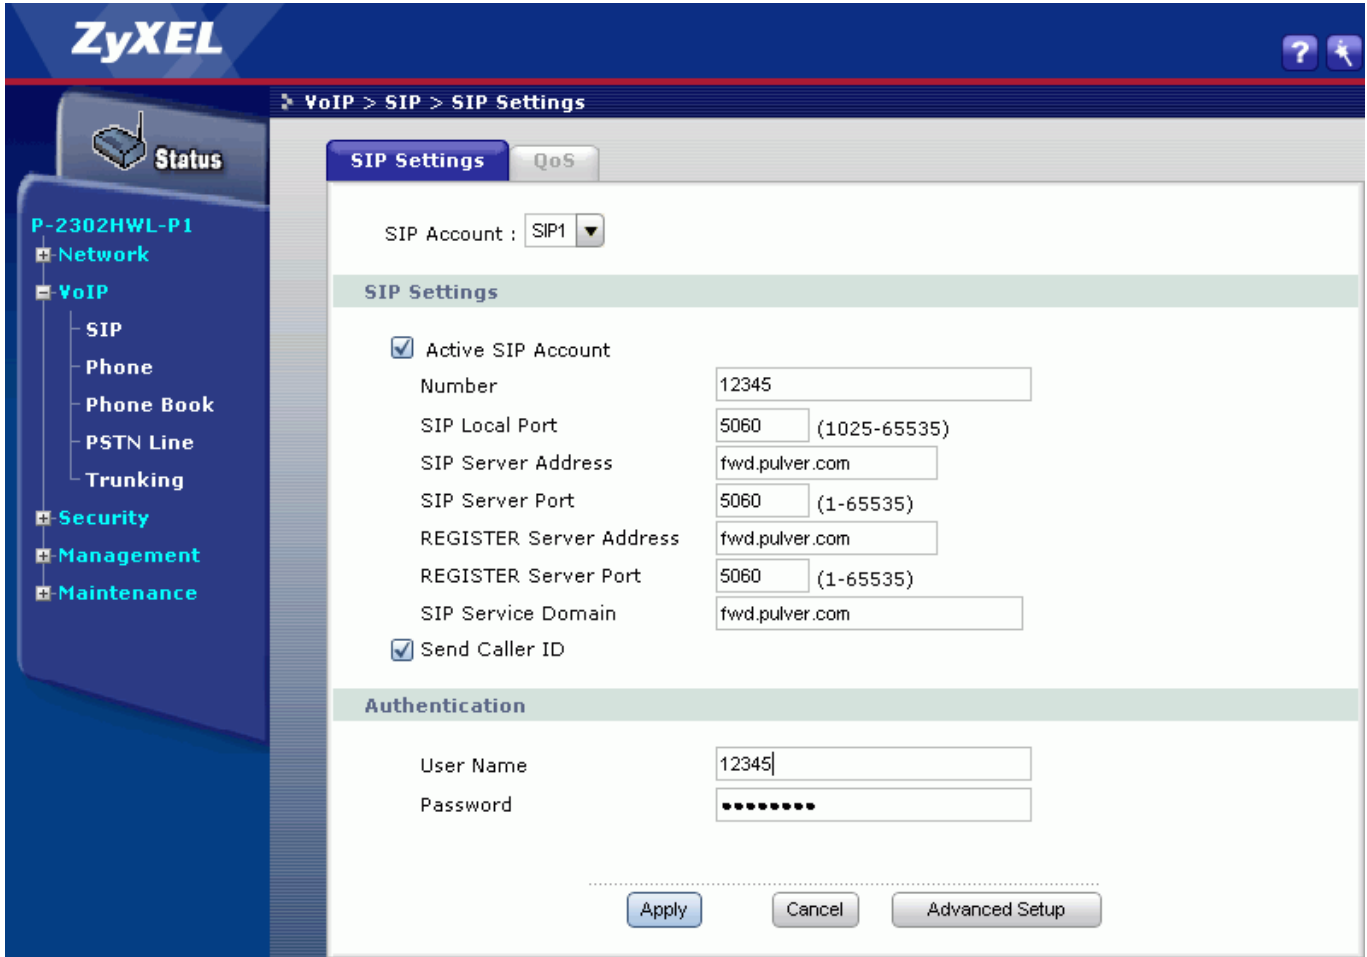 ZyXEL
?
VoIP > SIP > SIP Settings
Status
P-2302HWL-P1
Network
VoIP
SIP
Phone
Phone Book
PSTN Line
Trunking
Security
Management
Maintenance
SIP Settings QoS
SIP Account : SIP1
SIP Settings
Active SIP Account
Number 12345
SIP Local Port 5060 (1025-65535)
SIP Server Address fwd.pulver.com
SIP Server Port 5060 (1-65535)
REGISTER Server Address fwd.pulver.com
REGISTER Server Port 5060 (1-65535)
SIP Service Domain fwd.pulver.com
Send Caller ID
Authentication
User Name 12345
Password ••••••••
Apply Cancel Advanced Setup